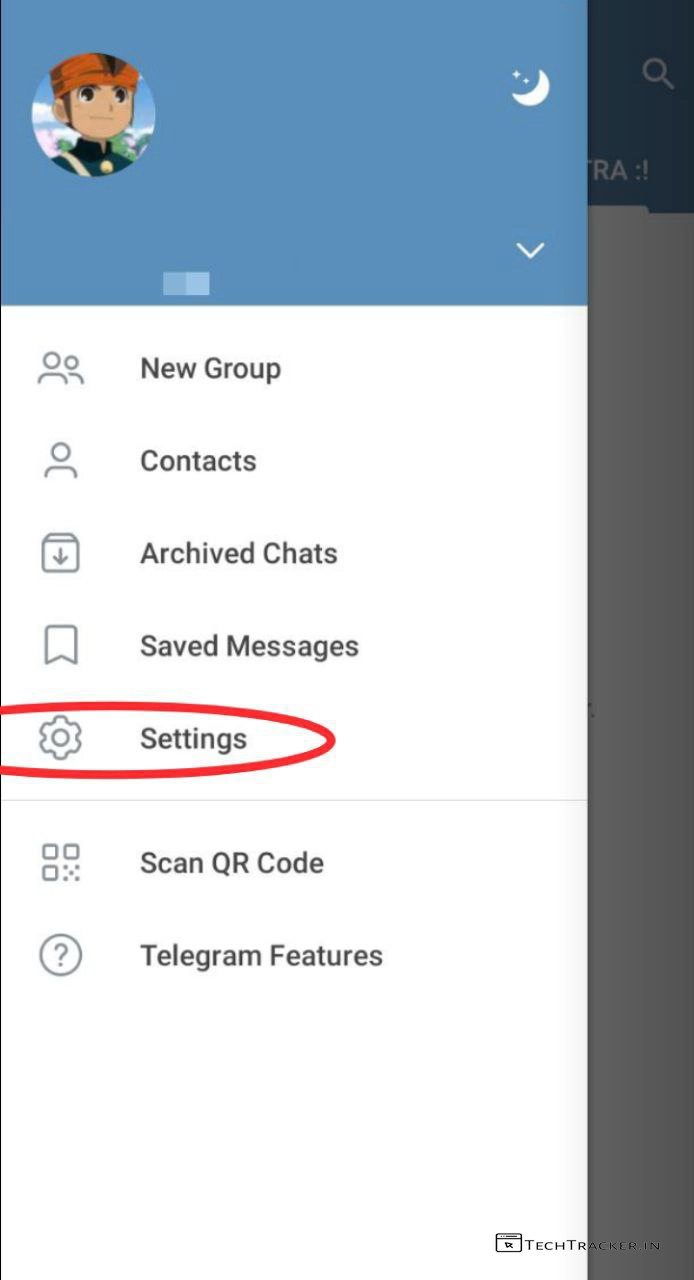 TRA :!
New Group
Contacts
Archived Chats
Saved Messages
Settings
Scan QR Code
Telegram Features
TECHTRACKER.IN